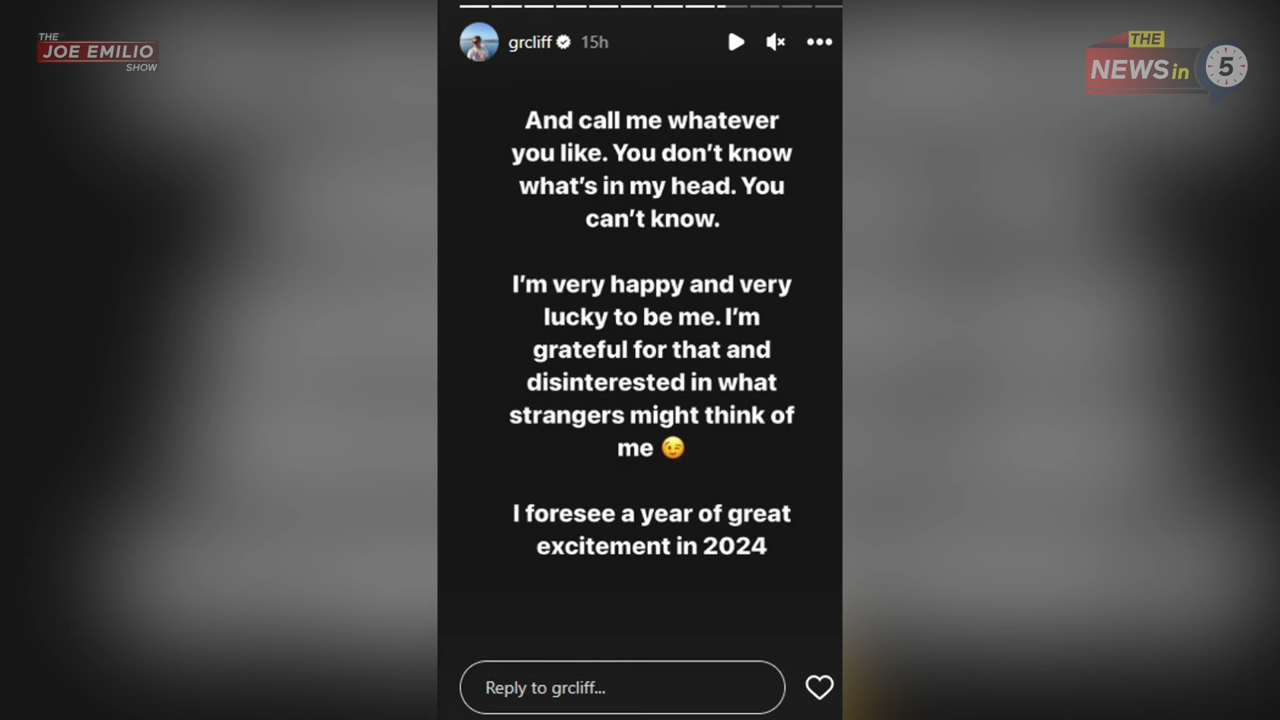 THE
JOE EMILIO
SHOW
THE
NEWS in 5
grcliff 15h
And call me whatever
you like. You don't know
what's in my head. You
can't know.
I'm very happy and very
lucky to be me. I'm
grateful for that and
disinterested in what
strangers might think of
me 😉
I foresee a year of great
excitement in 2024
Reply to grcliff...